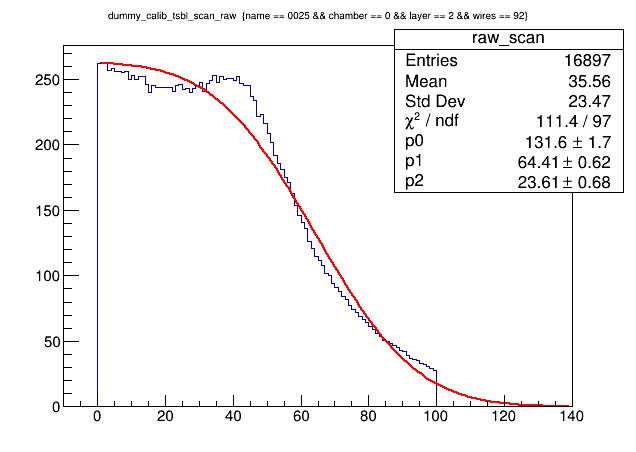 dummy_calib_tsbl_scan_raw {name == 0025 && chamber == 0 && layer == 2 && wires == 92}
raw_scan
Entries 16897
Mean 35.56
Std Dev 23.47
χ² / ndf 111.4 / 97
p0 131.6 ± 1.7
p1 64.41 ± 0.62
p2 23.61 ± 0.68
250
200
150
100
50
0
0 20 40 60 80 100 120 140